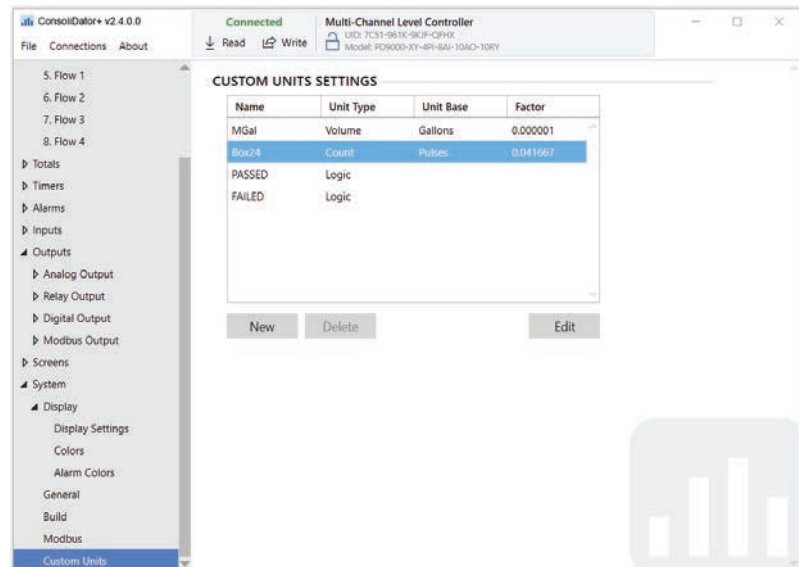 ConsoliDator+ v2.4.0.0
File Connections About
Connected
Read Write
Multi-Channel Level Controller
UID: 7C51-961K-9KJF-QFHX
Model: PD9000-XY-4PI-8AI-10AO-10RY
5. Flow 1
6. Flow 2
7. Flow 3
8. Flow 4
Totals
Timers
Alarms
Inputs
Outputs
Analog Output
Relay Output
Digital Output
Modbus Output
Screens
System
Display
Display Settings
Colors
Alarm Colors
General
Build
Modbus
Custom Units
CUSTOM UNITS SETTINGS
Name Unit Type Unit Base Factor
MGal Volume Gallons 0.000001
Box24 Count Pulses 0.041667
PASSED Logic
FAILED Logic
New Delete Edit